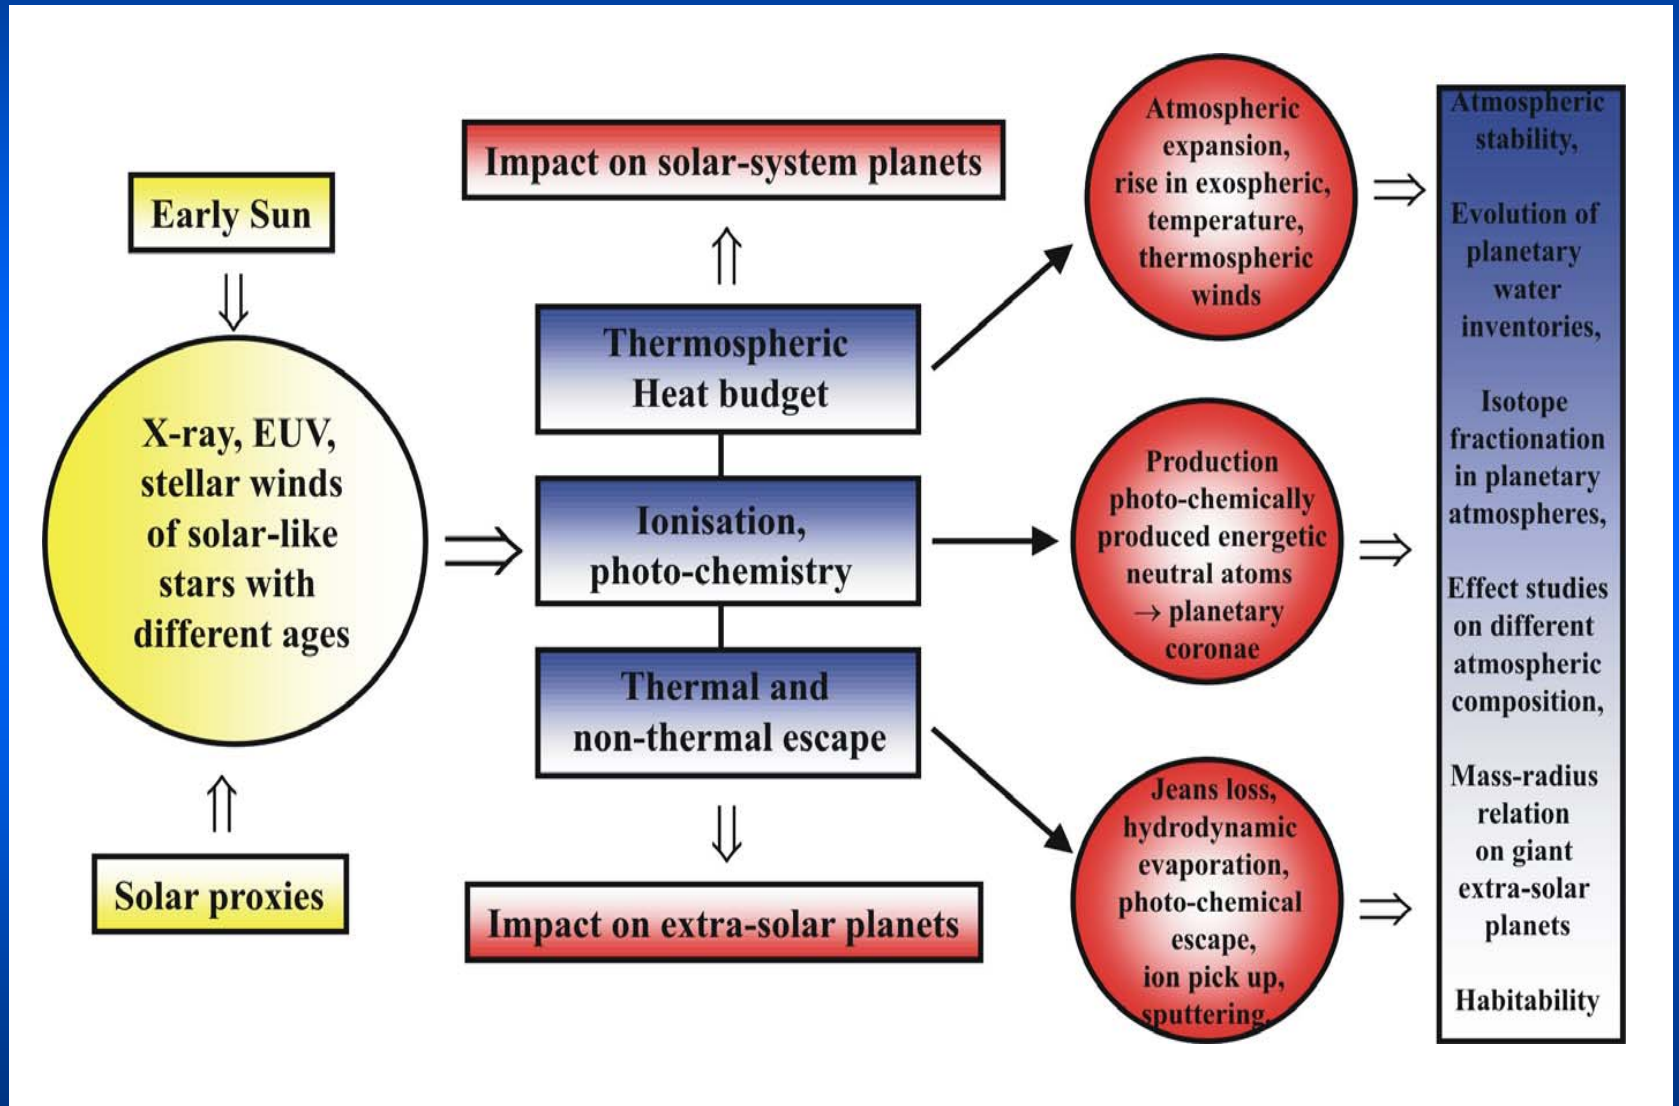 Early Sun
X-ray, EUV,
stellar winds
of solar-like
stars with
different ages
Solar proxies
Impact on solar-system planets
Thermospheric
Heat budget
Ionisation,
photo-chemistry
Thermal and
non-thermal escape
Impact on extra-solar planets
Atmospheric
expansion,
rise in exospheric,
temperature,
thermospheric
winds
Production
photo-chemically
produced energetic
neutral atoms
→ planetary
coronae
Jeans loss,
hydrodynamic
evaporation,
photo-chemical
escape,
ion pick up,
sputtering.
Atmospheric
stability,
Evolution of
planetary
water
inventories,
Isotope
fractionation
in planetary
atmospheres,
Effect studies
on different
atmospheric
composition,
Mass-radius
relation
on giant
extra-solar
planets
Habitability